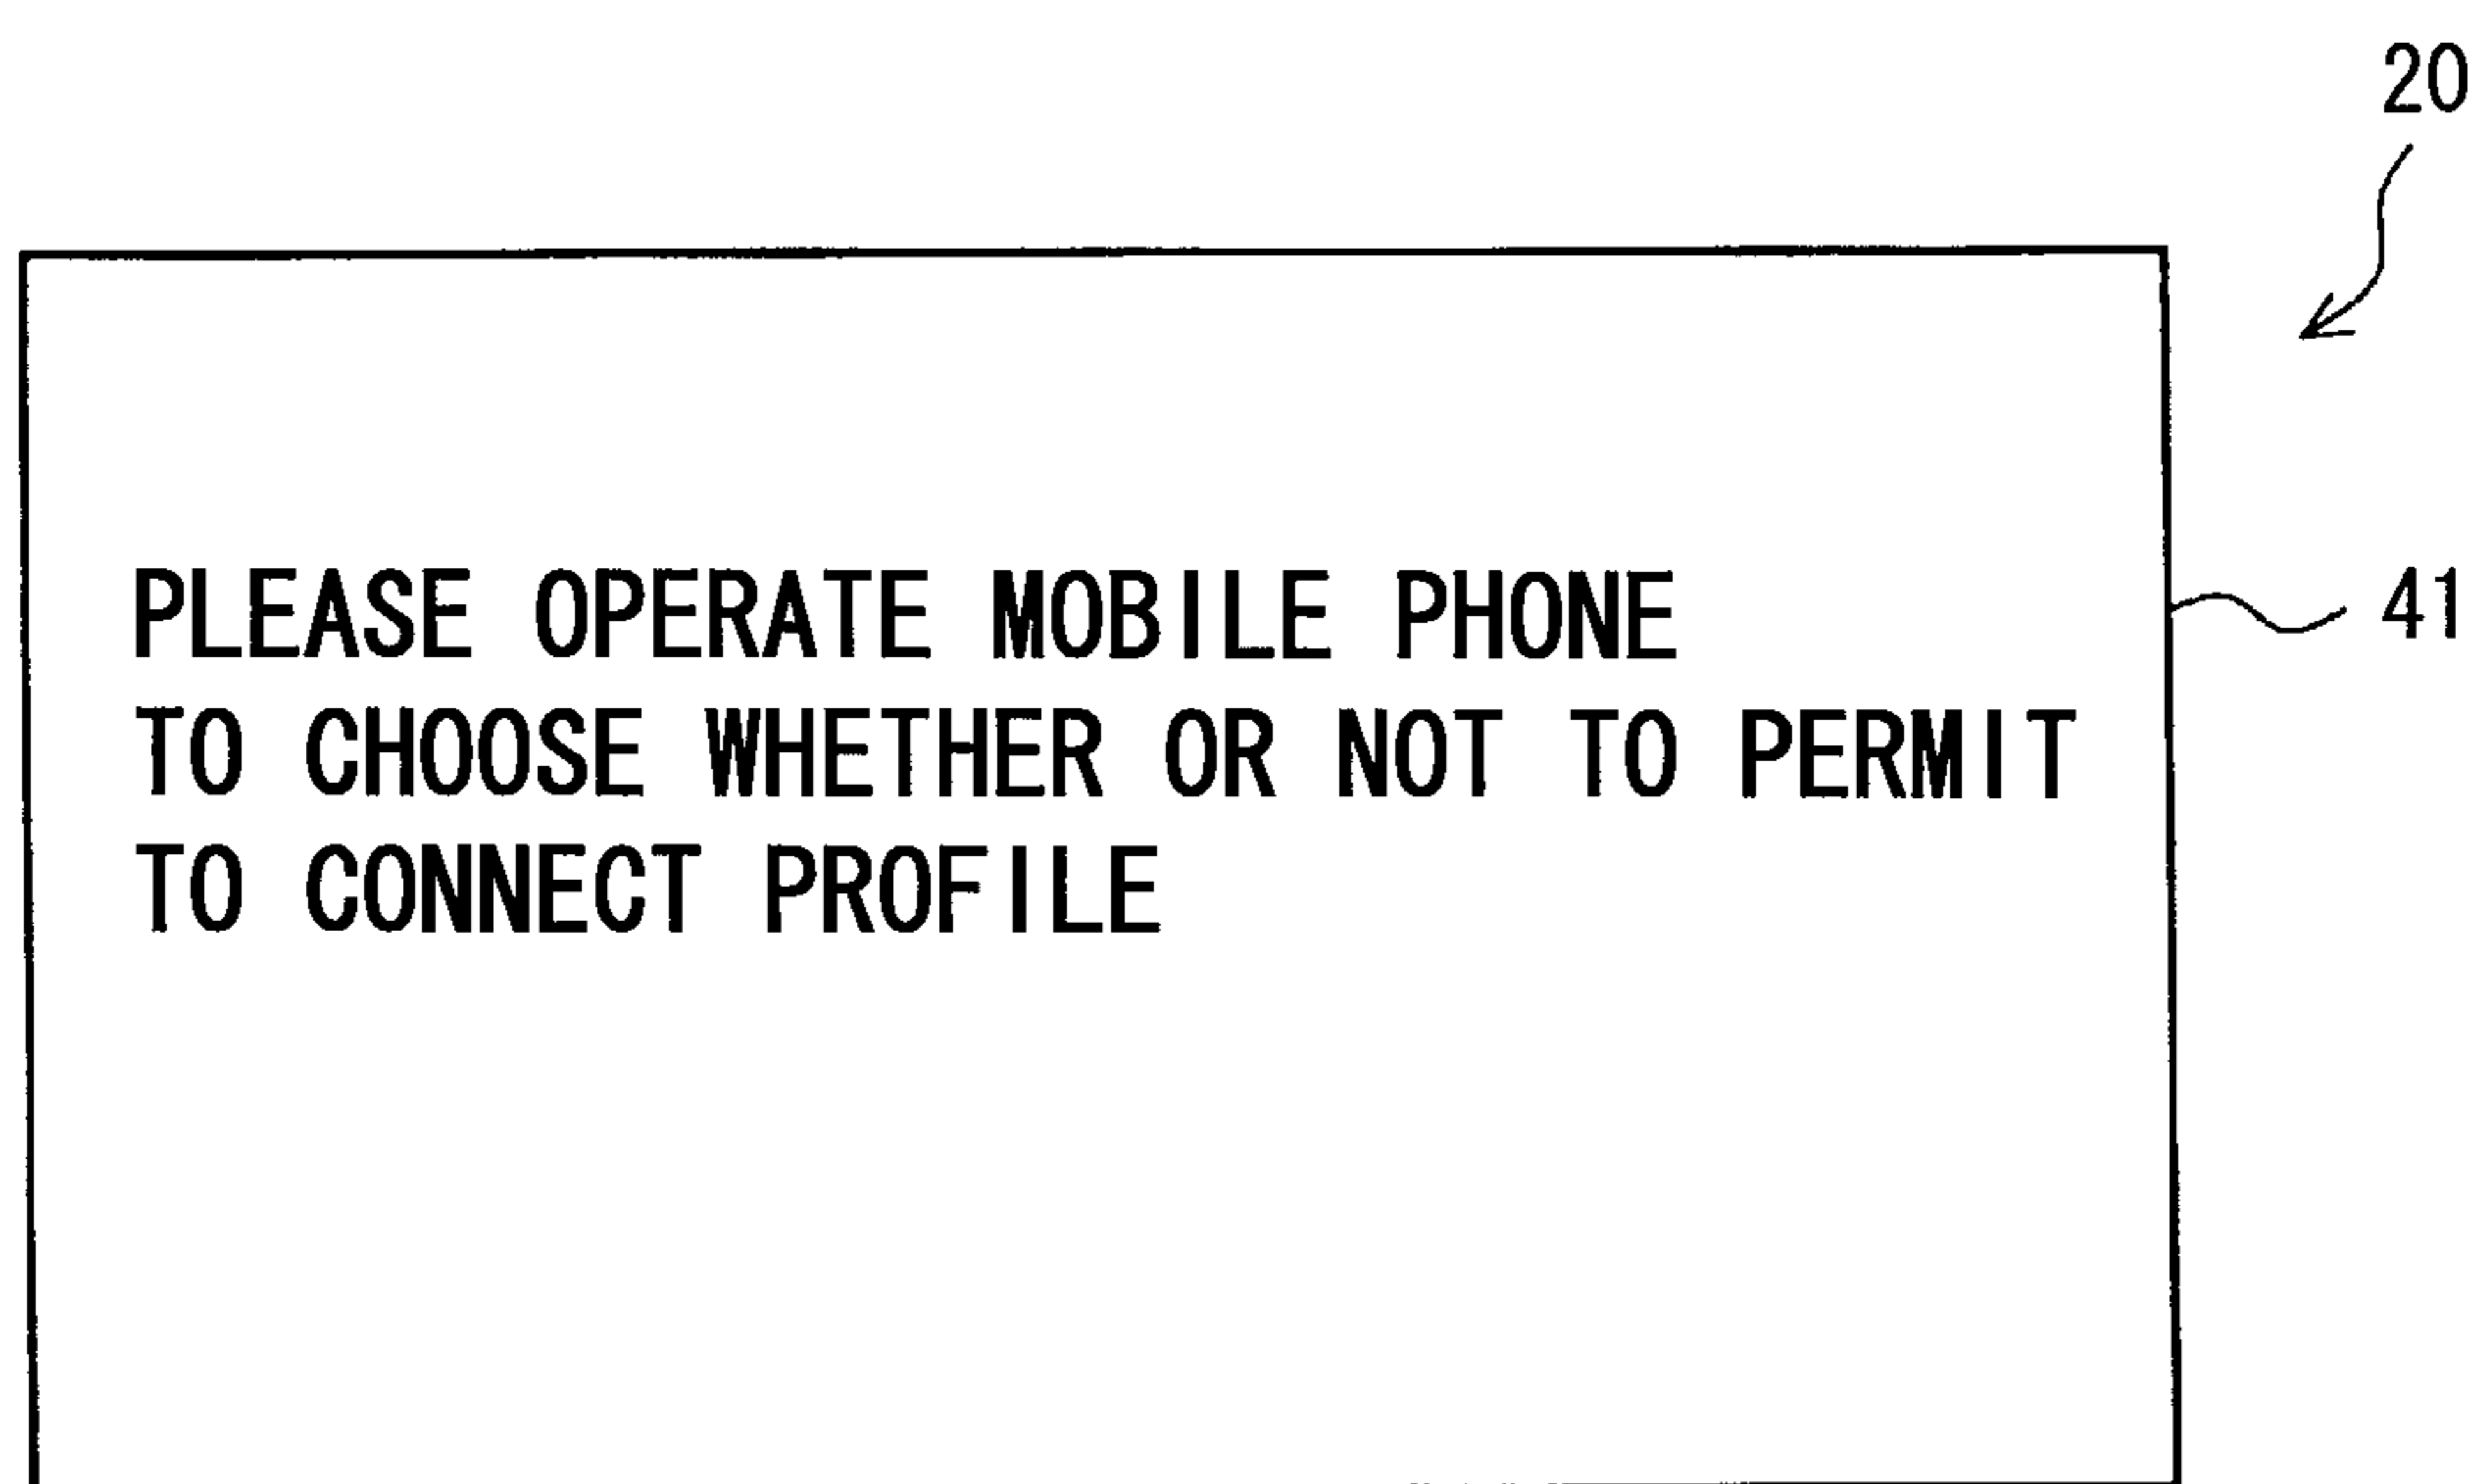 20
PLEASE OPERATE MOBILE PHONE
41
TO CHOOSE WHETHER OR NOT TO PERMIT
TO CONNECT PROFILE